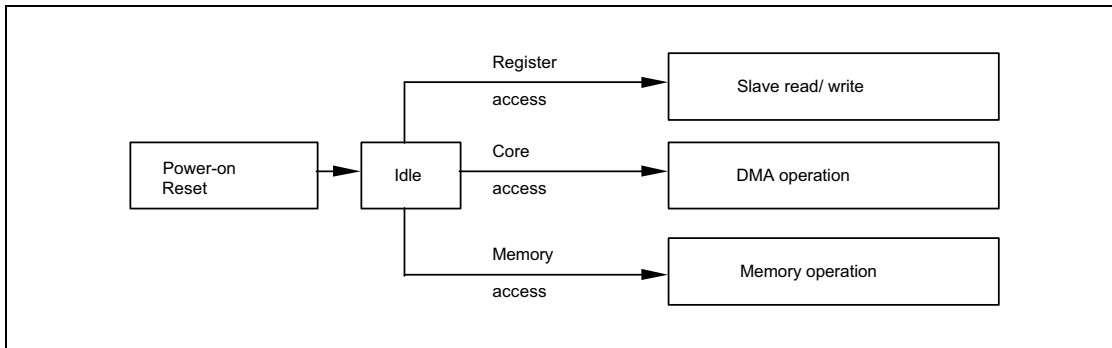 Register
access
Slave read/ write
Power-on
Reset
Idle
Core
access
DMA operation
Memory
access
Memory operation